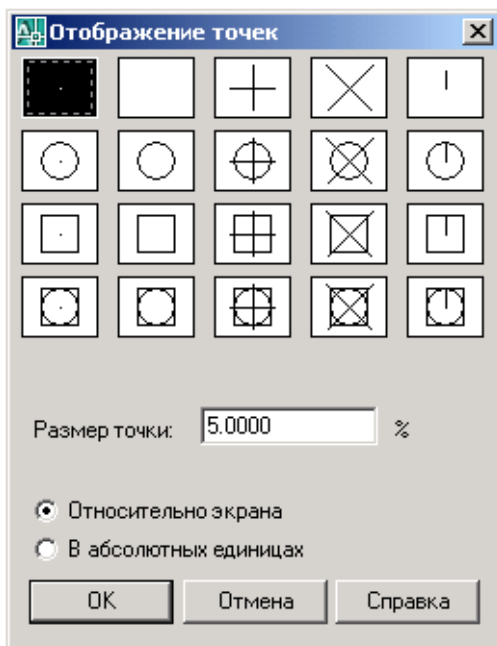 Отображение точек
Размер точки: 5.0000 %
Относительно экрана
В абсолютных единицах
OK Отмена Справка